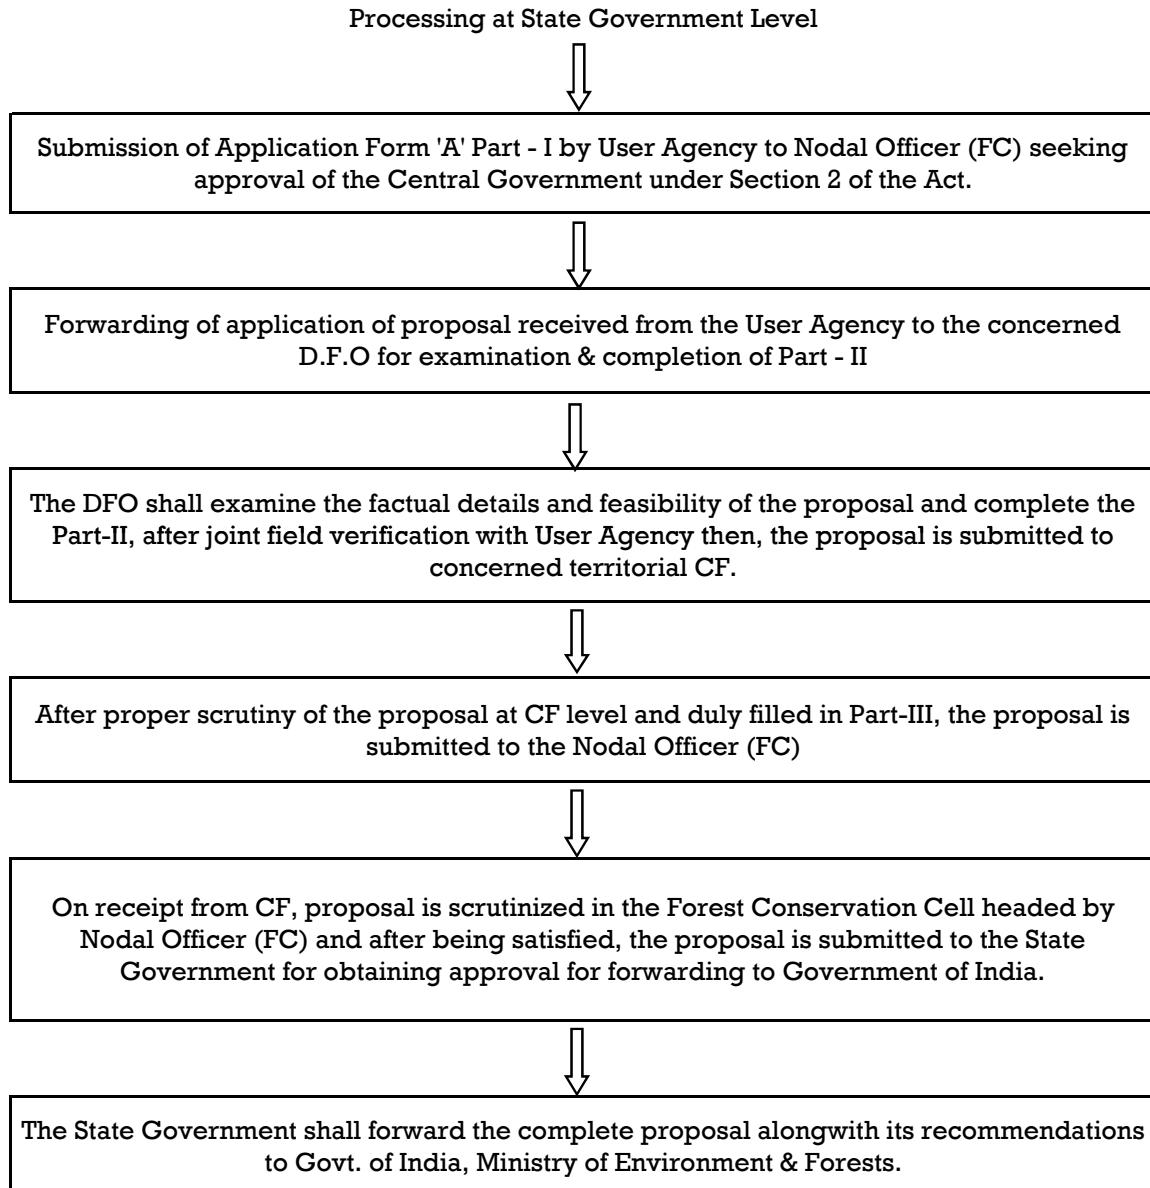 Processing at State Government Level
Submission of Application Form 'A' Part - I by User Agency to Nodal Officer (FC) seeking
approval of the Central Government under Section 2 of the Act.
Forwarding of application of proposal received from the User Agency to the concerned
D.F.O for examination & completion of Part - II
The DFO shall examine the factual details and feasibility of the proposal and complete the
Part-II, after joint field verification with User Agency then, the proposal is submitted to
concerned territorial CF.
After proper scrutiny of the proposal at CF level and duly filled in Part-III, the proposal is
submitted to the Nodal Officer (FC)
On receipt from CF, proposal is scrutinized in the Forest Conservation Cell headed by
Nodal Officer (FC) and after being satisfied, the proposal is submitted to the State
Government for obtaining approval for forwarding to Government of India.
The State Government shall forward the complete proposal alongwith its recommendations
to Govt. of India, Ministry of Environment & Forests.